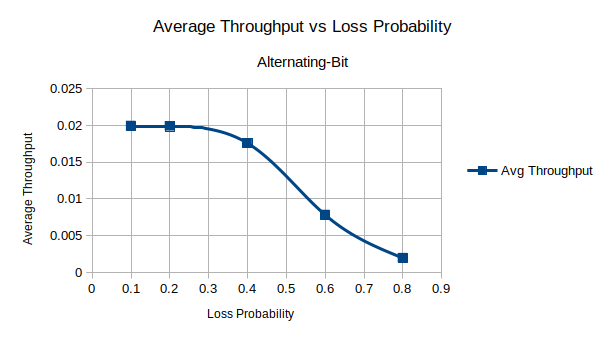 Average Throughput vs Loss Probability
Alternating-Bit
0.025
0.02
0.015
0.01
0.005
0
Average Throughput
0 0.1 0.2 0.3 0.4 0.5 0.6 0.7 0.8 0.9
Loss Probability
Avg Throughput